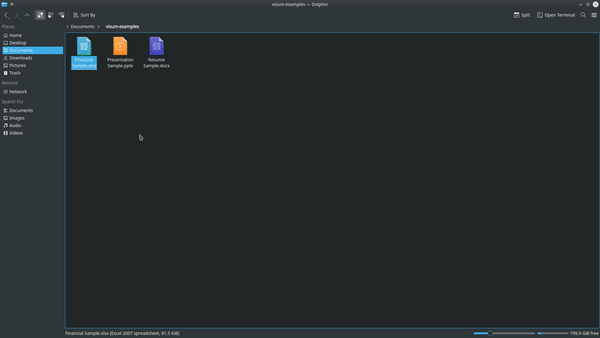 visum-examples — Dolphin
Sort By
Split
Open Terminal
Places
Documents
visum-examples
Home
Desktop
Documents
Downloads
Pictures
Trash
Remote
Network
Search For
Documents
Images
Audio
Videos
Financial
Sample.xlsx
Presentation
Sample.pptx
Resume
Sample.docx
Financial Sample.xlsx (Excel 2007 spreadsheet, 81.5 KiB)
799.9 GiB free